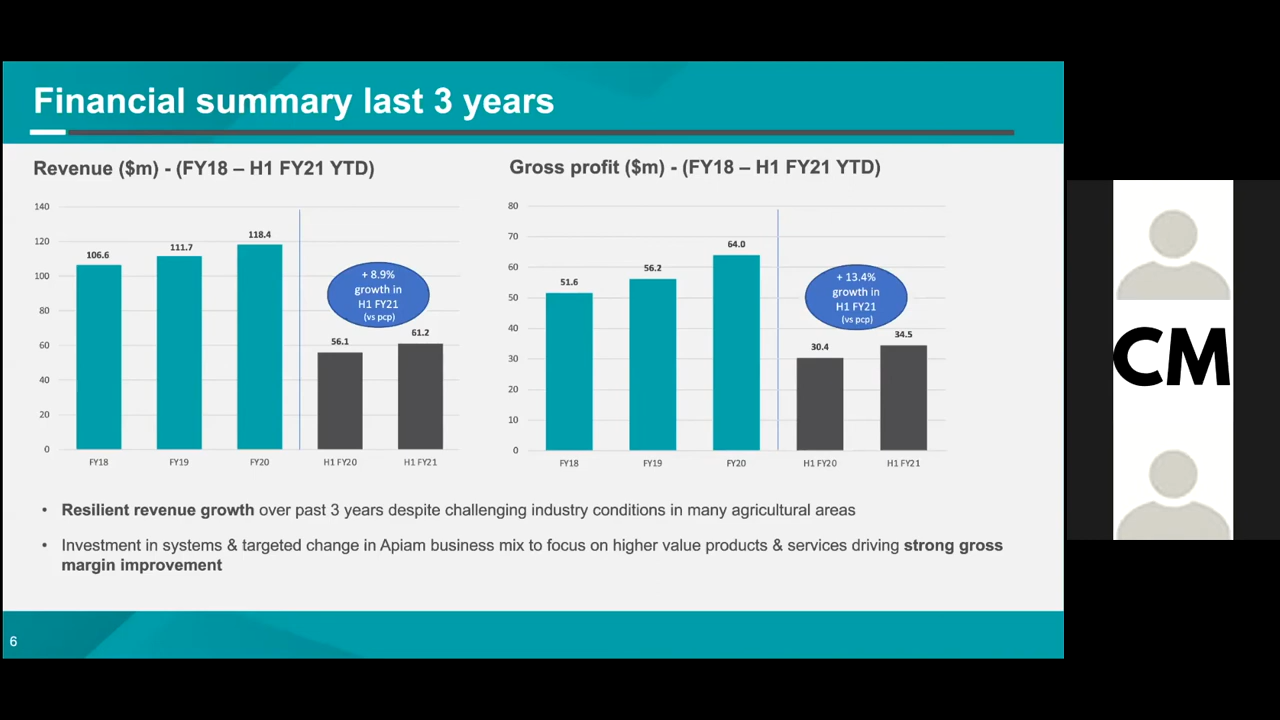 Financial summary last 3 years
Revenue ($m) - (FY18 – H1 FY21 YTD)
140
120
100
80
60
40
20
0
106.6
111.7
118.4
56.1
61.2
+ 8.9%
growth in
H1 FY21
(vs pcp)
FY18
FY19
FY20
H1 FY20
H1 FY21
Gross profit ($m) - (FY18 – H1 FY21 YTD)
80
70
60
50
40
30
20
10
0
51.6
56.2
64.0
30.4
34.5
+ 13.4%
growth in
H1 FY21
(vs pcp)
FY18
FY19
FY20
H1 FY20
H1 FY21
• Resilient revenue growth over past 3 years despite challenging industry conditions in many agricultural areas
• Investment in systems & targeted change in Apiam business mix to focus on higher value products & services driving strong gross
margin improvement
6
CM